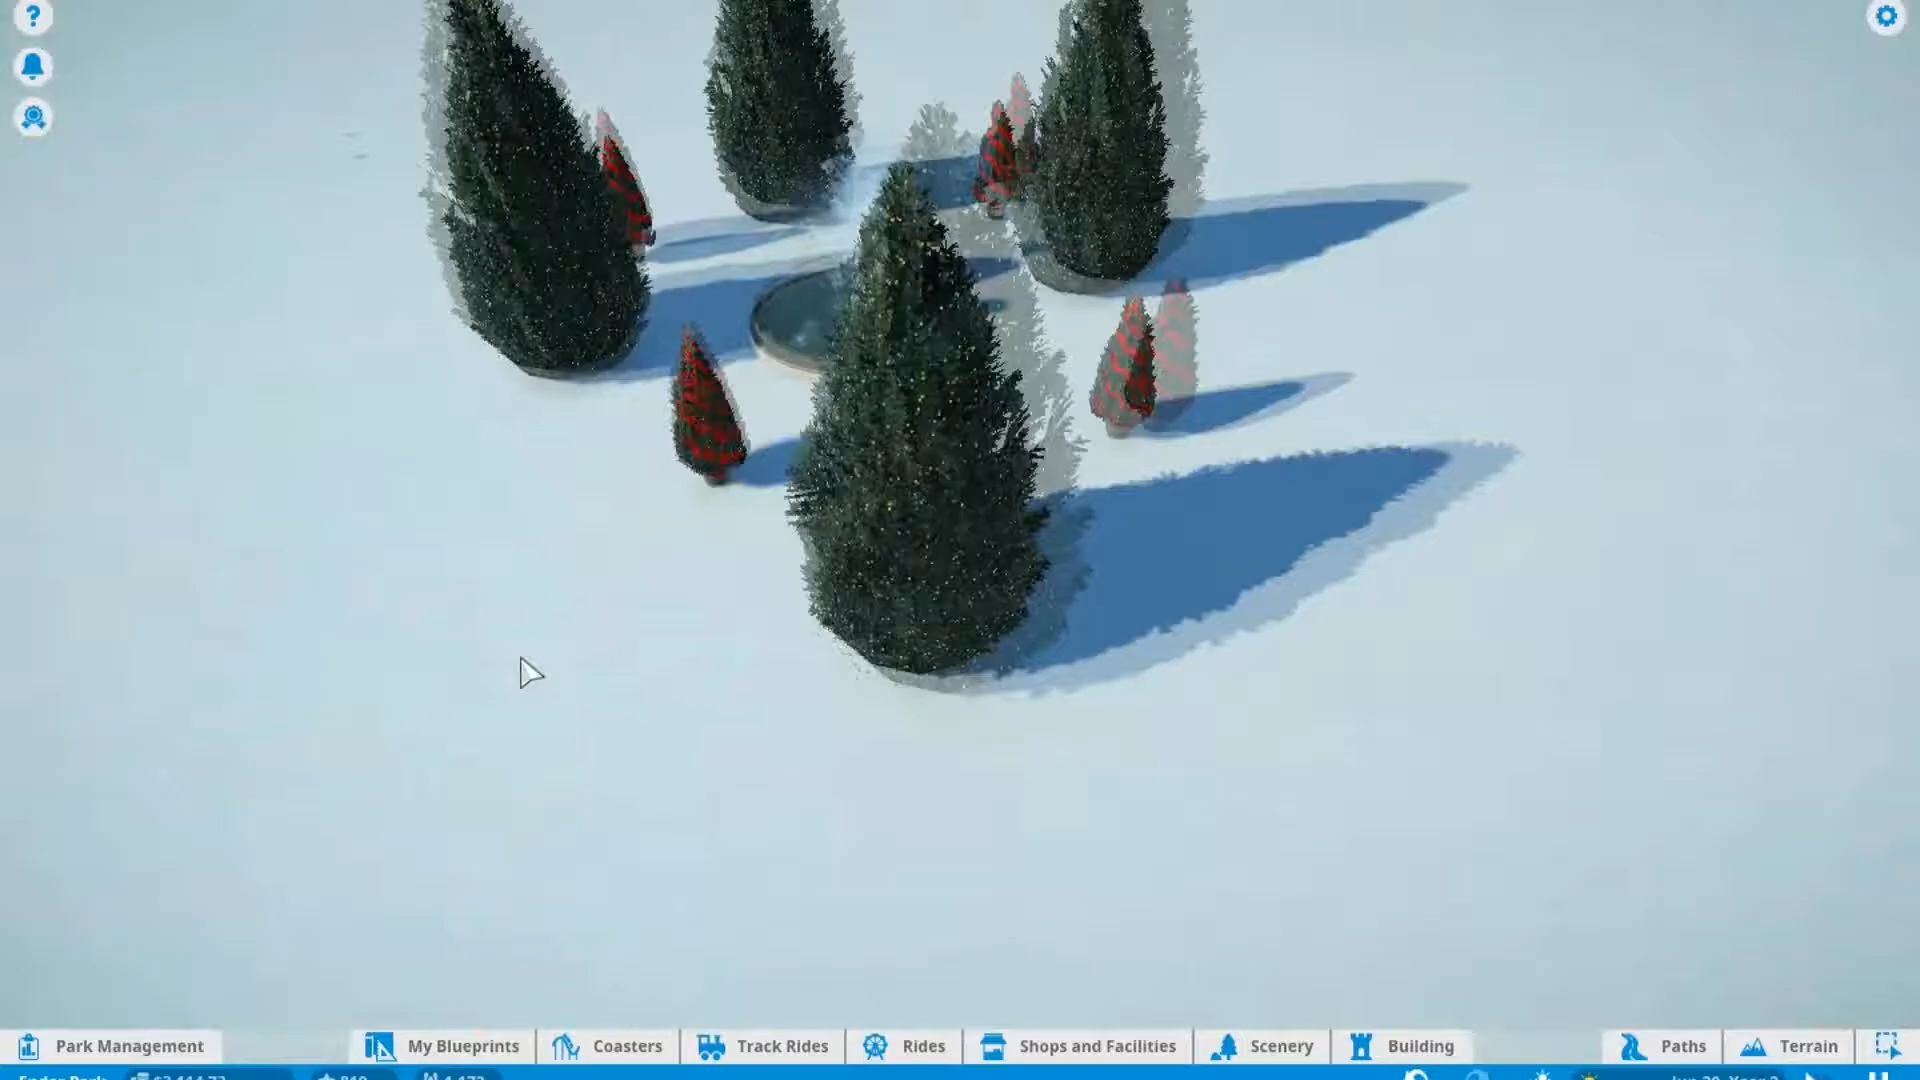 ?
Park Management
My Blueprints
Coasters
Track Rides
Rides
Shops and Facilities
Scenery
Building
Paths
Terrain